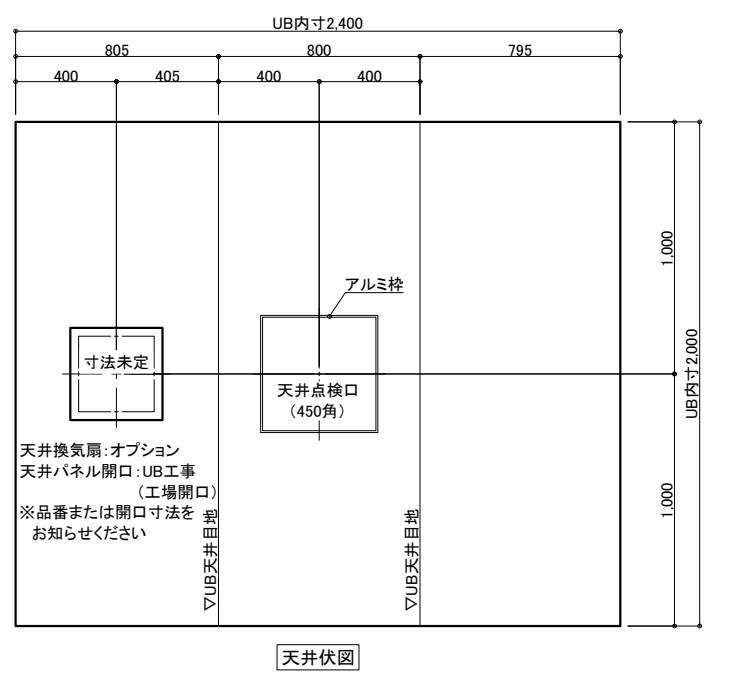 UB内寸2,400
805
800
795
400
405
400
400
1,000
アルミ枠
寸法未定
天井点検口
（450角）
UB内寸2,000
天井換気扇：オプション
天井パネル開口：UB工事
（工場開口）
※品番または開口寸法を
お知らせください
▽UB天井目地
▽UB天井目地
1,000
天井伏図